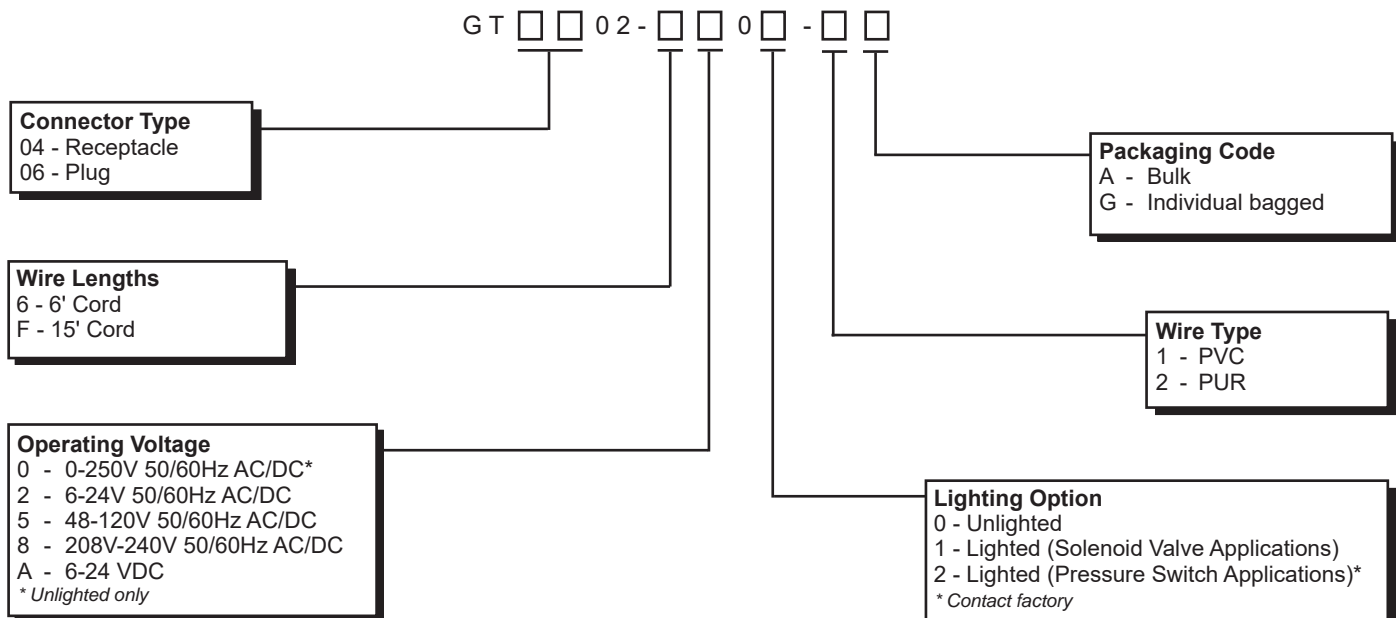 GT □□ 02-□□ 0□ -□□
Connector Type
04 - Receptacle
06 - Plug
Packaging Code
A - Bulk
G - Individual bagged
Wire Lengths
6 - 6' Cord
F - 15' Cord
Wire Type
1 - PVC
2 - PUR
Operating Voltage
0 - 0-250V 50/60Hz AC/DC*
2 - 6-24V 50/60Hz AC/DC
5 - 48-120V 50/60Hz AC/DC
8 - 208V-240V 50/60Hz AC/DC
A - 6-24 VDC
* Unlighted only
Lighting Option
0 - Unlighted
1 - Lighted (Solenoid Valve Applications)
2 - Lighted (Pressure Switch Applications)*
* Contact factory